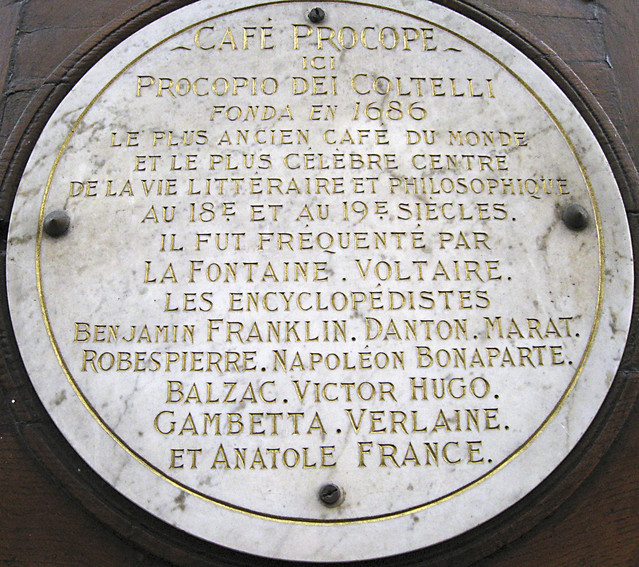 CAFÉ PROCOPE
ICI
PROCOPIO DEI COLTELLI
FONDA EN 1686
LE PLUS ANCIEN CAFÉ DU MONDE
ET LE PLUS CÉLÈBRE CENTRE
DE LA VIE LITTÉRAIRE ET PHILOSOPHIQUE
AU 18E ET AU 19E SIÈCLES.
IL FUT FRÉQUENTÉ PAR
LA FONTAINE . VOLTAIRE.
LES ENCYCLOPÉDISTES
BENJAMIN FRANKLIN. DANTON. MARAT.
ROBESPIERRE. NAPOLÉON BONAPARTE.
BALZAC. VICTOR HUGO.
GAMBETTA . VERLAINE.
ET ANATOLE FRANCE.